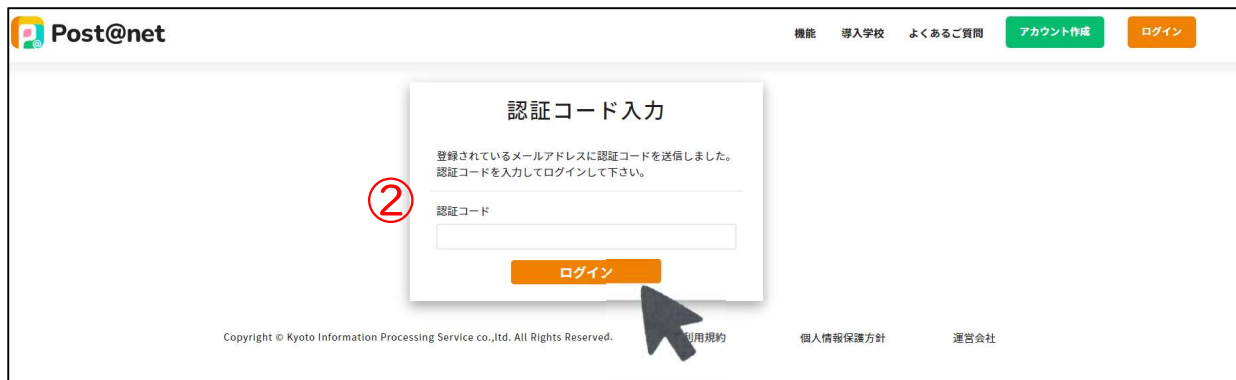 Post@net
機能 導入学校 よくあるご質問 アカウント作成 ログイン
認証コード入力
登録されているメールアドレスに認証コードを送信しました。
認証コードを入力してログインして下さい。
②
認証コード
ログイン
Copyright © Kyoto Information Processing Service co.,ltd. All Rights Reserved. 利用規約 個人情報保護方針 運営会社